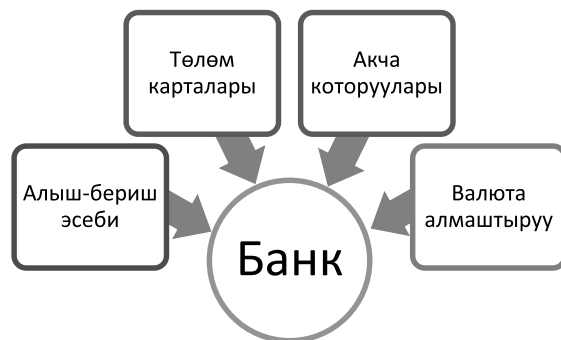 Төлөм
карталары
Акча
которуулары
Алыш-бериш
эсеби
Валюта
алмаштыруу
Банк